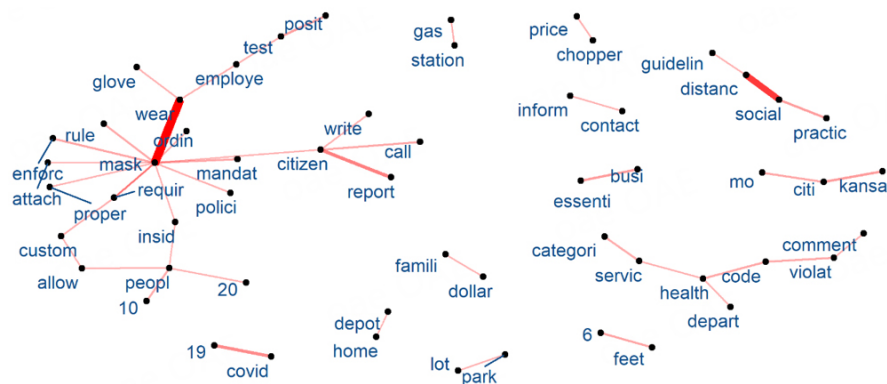 posit
test
employe
glove
wear
ordin
rule
enforc
mask
attach
proper
requir
mandat
polici
insid
custom
allow
peopl
10
20
19
covid
gas
station
write
citizen
call
report
famili
dollar
depot
home
lot
park
price
chopper
inform
contact
busi
essenti
guidelin
distanc
social
practic
mo
citi
kansa
categori
servic
health
code
comment
violat
depart
6
feet